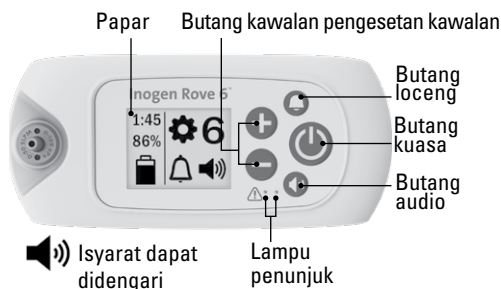 Papar
Butang kawalan pengesetan kawalan
Inogen Rove 6
1:45
86%
6
Butang
loceng
Butang
kuasa
Butang
audio
Isyarat dapat
didengari
Lampu
penunjuk